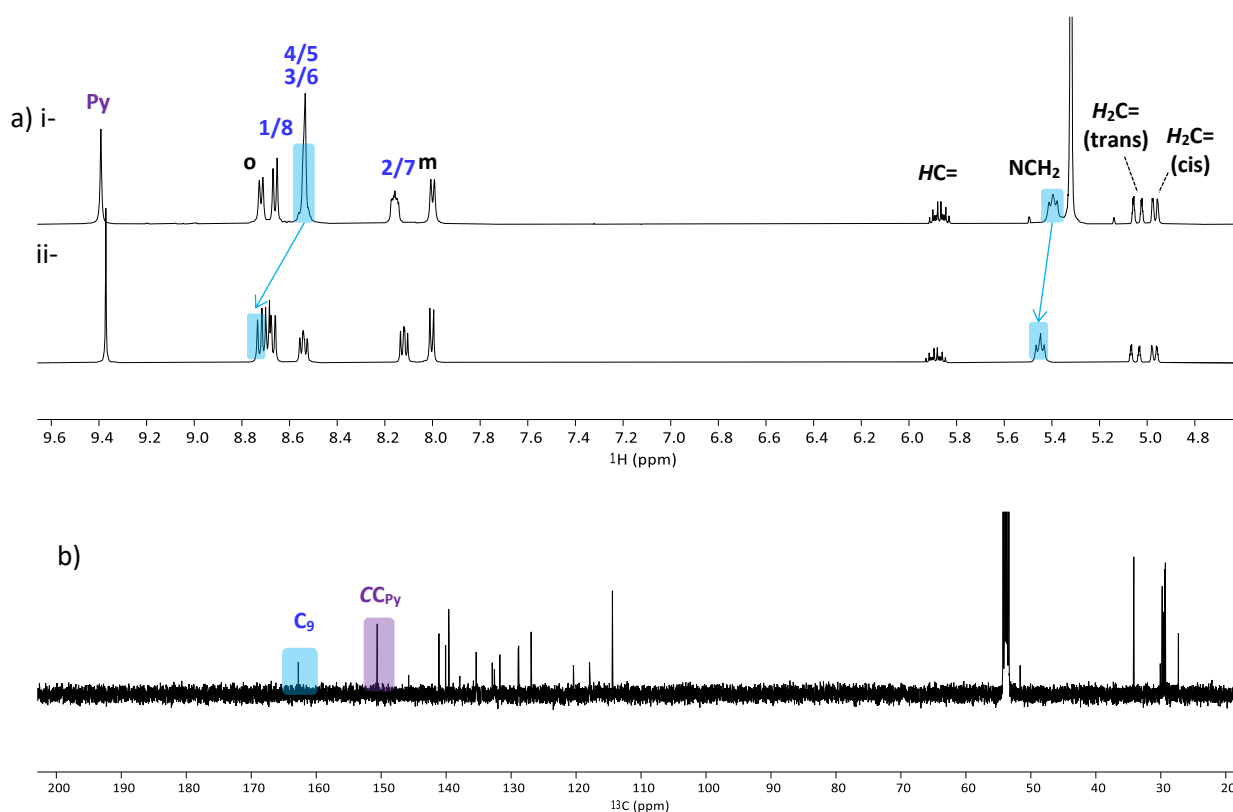 4/5
3/6
Py
a) i-
1/8
o
2/7
m
HC=
NCH₂
H₂C=
(trans)
H₂C=
(cis)
ii-
9.6 9.4 9.2 9.0 8.8 8.6 8.4 8.2 8.0 7.8 7.6 7.4 7.2 7.0 6.8 6.6 6.4 6.2 6.0 5.8 5.6 5.4 5.2 5.0 4.8
¹H (ppm)
b)
C₉
CC_Py
200 190 180 170 160 150 140 130 120 110 100 90 80 70 60 50 40 30 20
¹³C (ppm)